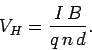 V_H = \frac{I B}{q n d}.